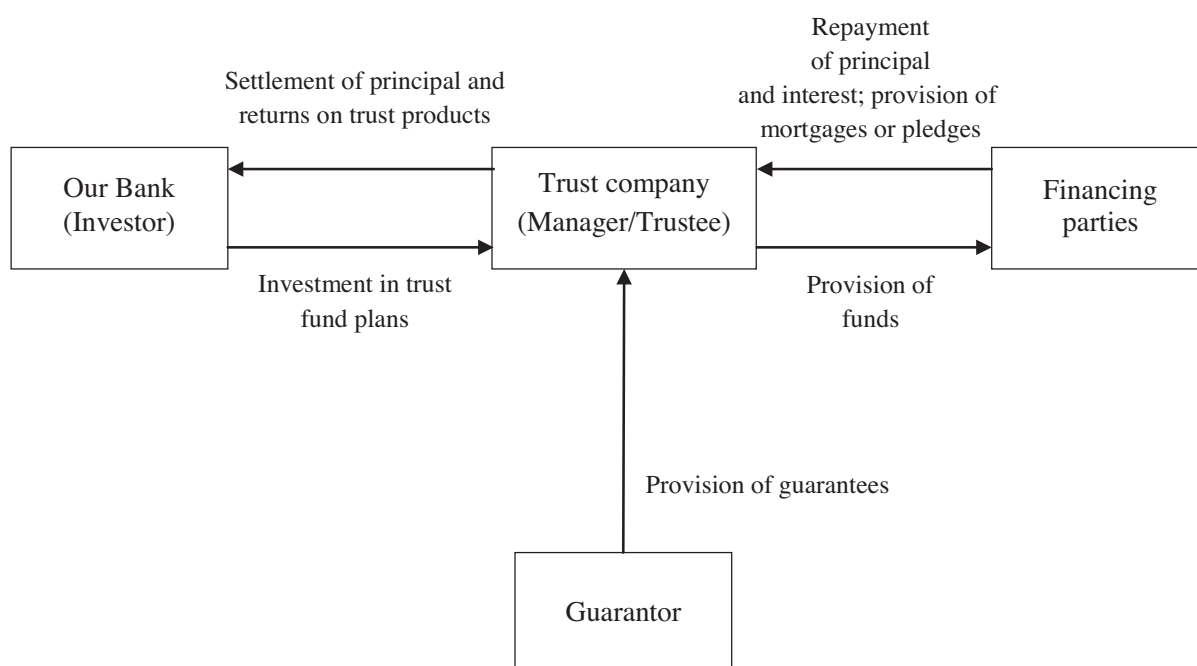 Repayment
of principal
and interest; provision of
mortgages or pledges
Settlement of principal and
returns on trust products
Our Bank
(Investor)
Trust company
(Manager/Trustee)
Financing
parties
Investment in trust
fund plans
Provision of
funds
Provision of guarantees
Guarantor